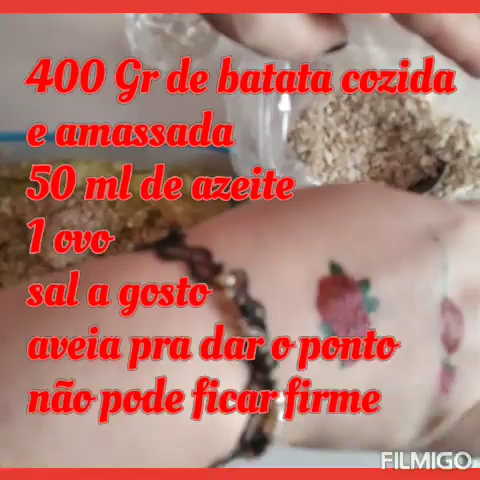 400 Gr de batata cozida
e amassada
50 ml de azeite
1 ovo
sal a gosto
aveia pra dar o ponto
não pode ficar firme
FILMIGO